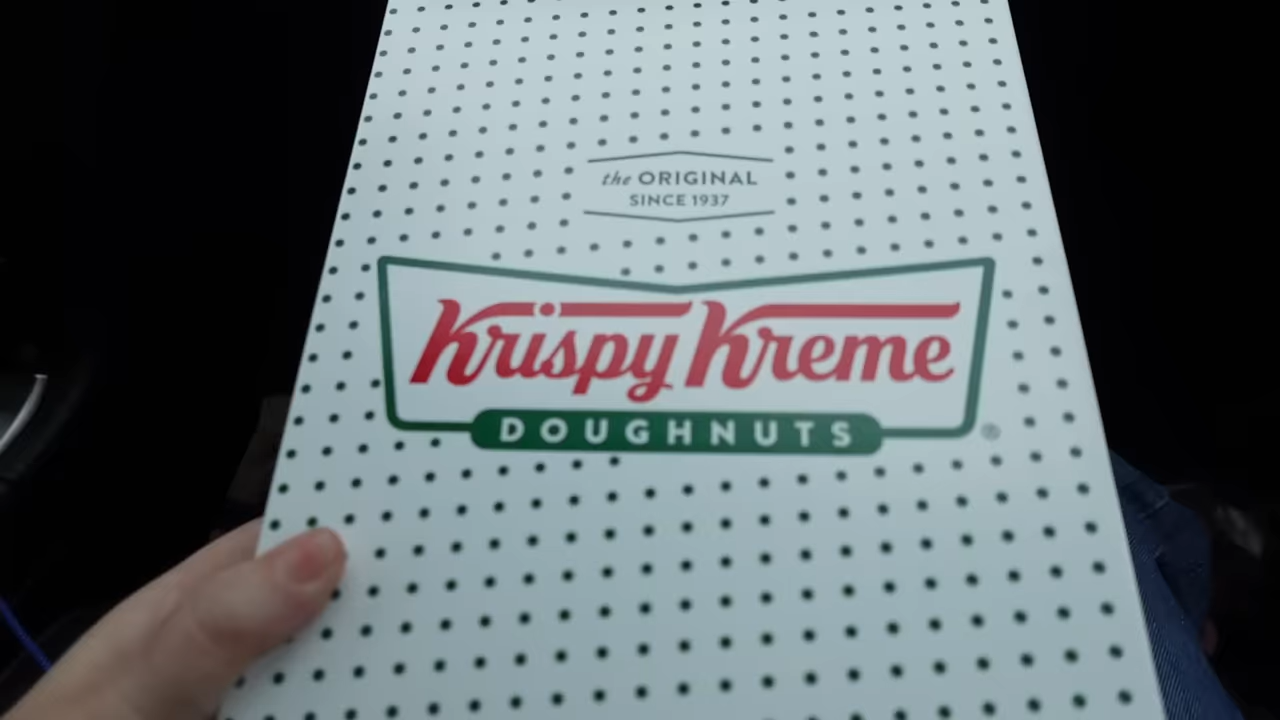 the ORIGINAL
SINCE 1937
Krispy Kreme
DOUGHNUTS
®